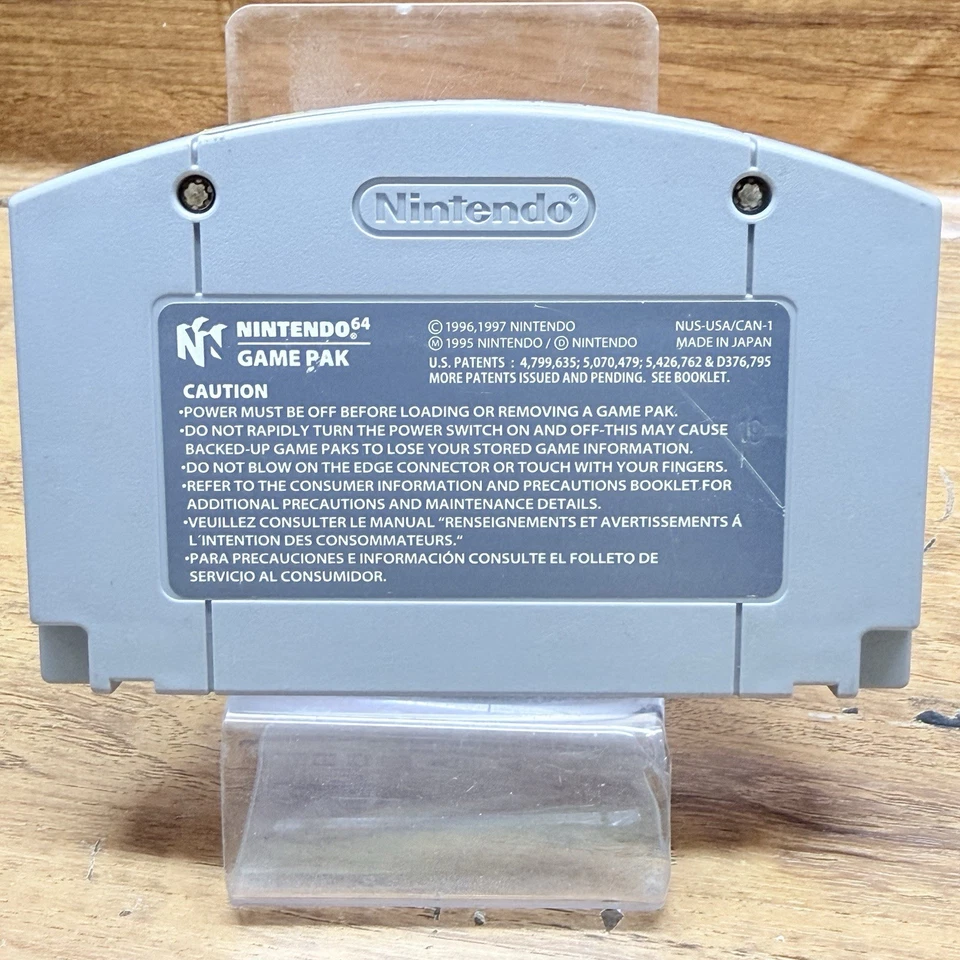 Nintendo®
NINTENDO64®
GAME PAK
© 1996,1997 NINTENDO
Ⓜ 1995 NINTENDO / Ⓓ NINTENDO
NUS-USA/CAN-1
MADE IN JAPAN
U.S. PATENTS : 4,799,635; 5,070,479; 5,426,762 & D376,795
MORE PATENTS ISSUED AND PENDING. SEE BOOKLET.
CAUTION
•POWER MUST BE OFF BEFORE LOADING OR REMOVING A GAME PAK.
•DO NOT RAPIDLY TURN THE POWER SWITCH ON AND OFF-THIS MAY CAUSE
BACKED-UP GAME PAKS TO LOSE YOUR STORED GAME INFORMATION.
•DO NOT BLOW ON THE EDGE CONNECTOR OR TOUCH WITH YOUR FINGERS.
•REFER TO THE CONSUMER INFORMATION AND PRECAUTIONS BOOKLET FOR
ADDITIONAL PRECAUTIONS AND MAINTENANCE DETAILS.
•VEUILLEZ CONSULTER LE MANUAL “RENSEIGNEMENTS ET AVERTISSEMENTS Á
L´INTENTION DES CONSOMMATEURS.“
•PARA PRECAUCIONES E INFORMACIÓN CONSULTE EL FOLLETO DE
SERVICIO AL CONSUMIDOR.